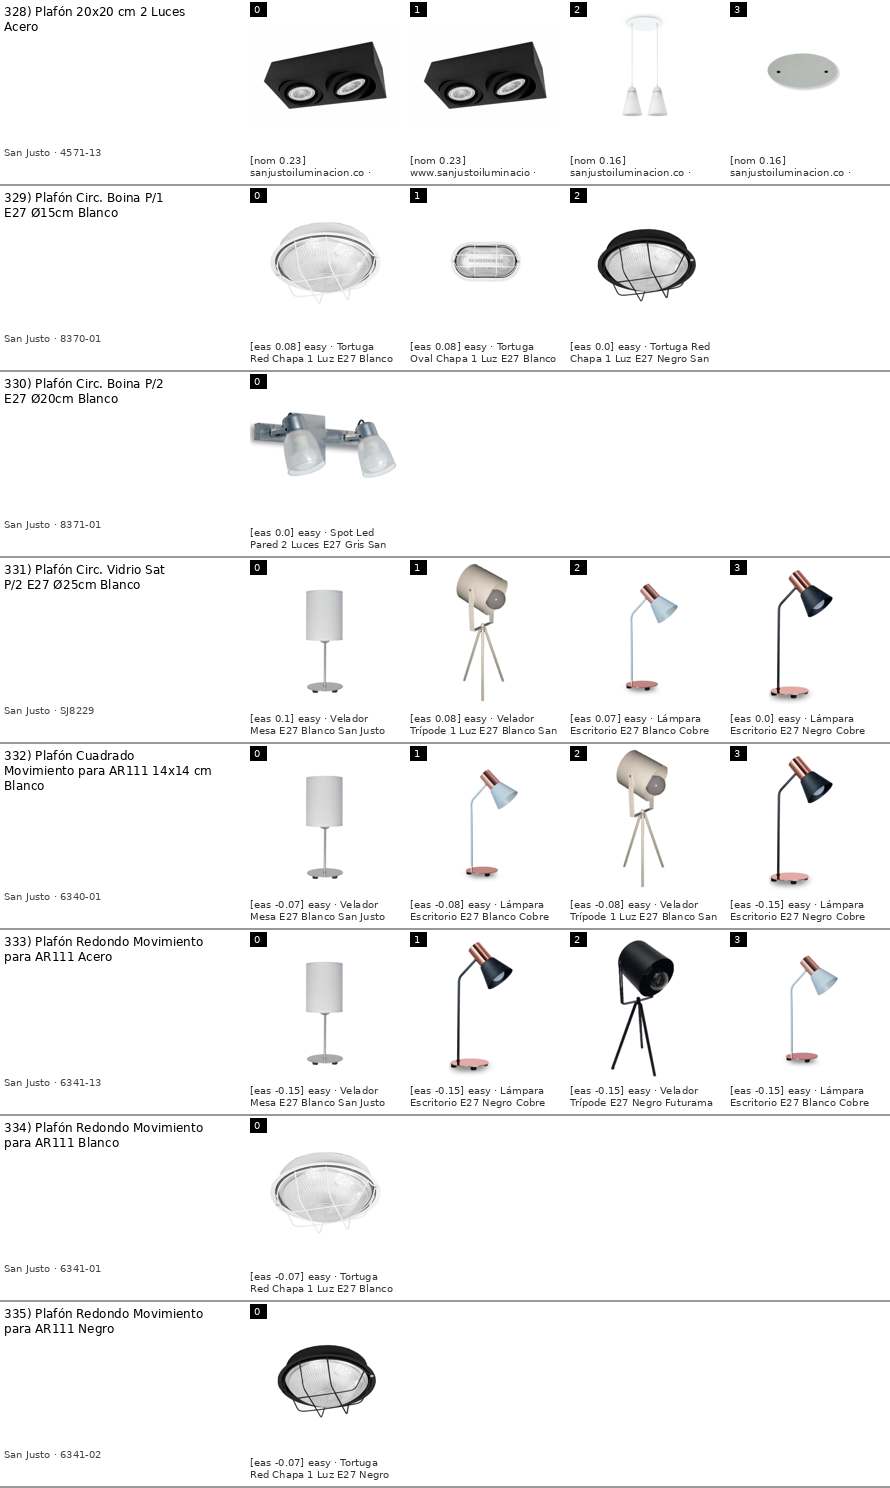 328) Plafón 20x20 cm 2 Luces
Acero
San Justo · 4571-13
0
[nom 0.23]
sanjustoiluminacion.co ·
1
[nom 0.23]
www.sanjustoiluminacio ·
2
[nom 0.16]
sanjustoiluminacion.co ·
3
[nom 0.16]
sanjustoiluminacion.co ·
329) Plafón Circ. Boina P/1
E27 Ø15cm Blanco
San Justo · 8370-01
0
[eas 0.08] easy · Tortuga
Red Chapa 1 Luz E27 Blanco
1
[eas 0.08] easy · Tortuga
Oval Chapa 1 Luz E27 Blanco
2
[eas 0.0] easy · Tortuga Red
Chapa 1 Luz E27 Negro San
330) Plafón Circ. Boina P/2
E27 Ø20cm Blanco
San Justo · 8371-01
0
[eas 0.0] easy · Spot Led
Pared 2 Luces E27 Gris San
331) Plafón Circ. Vidrio Sat
P/2 E27 Ø25cm Blanco
San Justo · SJ8229
0
[eas 0.1] easy · Velador
Mesa E27 Blanco San Justo
1
[eas 0.08] easy · Velador
Trípode 1 Luz E27 Blanco San
2
[eas 0.07] easy · Lámpara
Escritorio E27 Blanco Cobre
3
[eas 0.0] easy · Lámpara
Escritorio E27 Negro Cobre
332) Plafón Cuadrado
Movimiento para AR111 14x14 cm
Blanco
San Justo · 6340-01
0
[eas -0.07] easy · Velador
Mesa E27 Blanco San Justo
1
[eas -0.08] easy · Lámpara
Escritorio E27 Blanco Cobre
2
[eas -0.08] easy · Velador
Trípode 1 Luz E27 Blanco San
3
[eas -0.15] easy · Lámpara
Escritorio E27 Negro Cobre
333) Plafón Redondo Movimiento
para AR111 Acero
San Justo · 6341-13
0
[eas -0.15] easy · Velador
Mesa E27 Blanco San Justo
1
[eas -0.15] easy · Lámpara
Escritorio E27 Negro Cobre
2
[eas -0.15] easy · Velador
Trípode E27 Negro Futurama
3
[eas -0.15] easy · Lámpara
Escritorio E27 Blanco Cobre
334) Plafón Redondo Movimiento
para AR111 Blanco
San Justo · 6341-01
0
[eas -0.07] easy · Tortuga
Red Chapa 1 Luz E27 Blanco
335) Plafón Redondo Movimiento
para AR111 Negro
San Justo · 6341-02
0
[eas -0.07] easy · Tortuga
Red Chapa 1 Luz E27 Negro